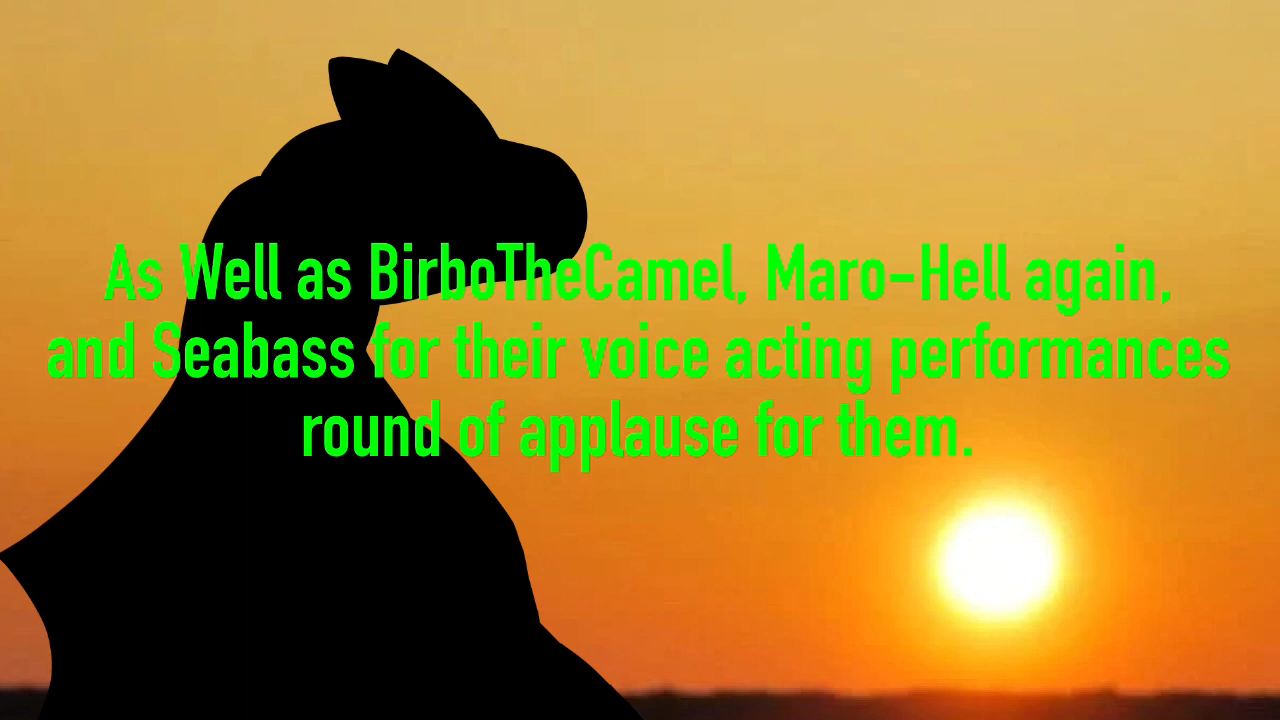 As Well as BirboTheCamel, Maro-Hell again,
and Seabass for their voice acting performances
round of applause for them.